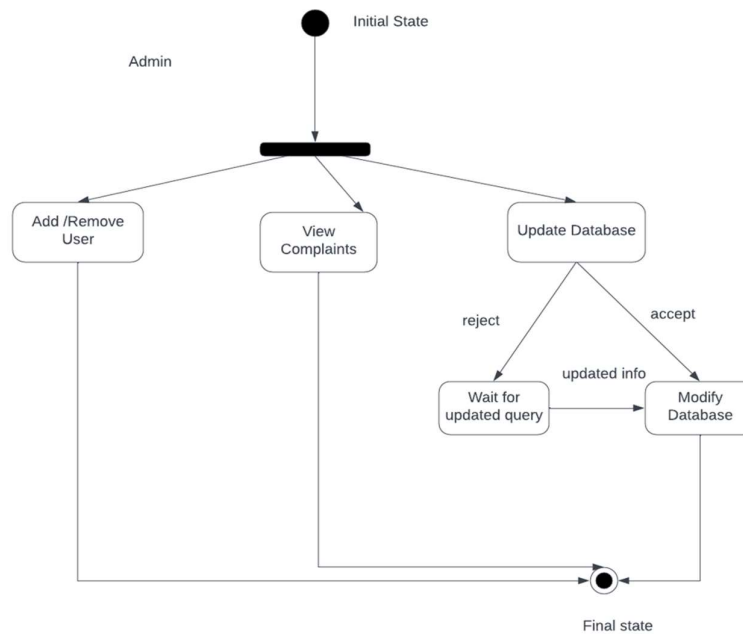 Initial State
Admin
Add /Remove
User
View
Complaints
Update Database
reject
accept
updated info
Wait for
updated query
Modify
Database
Final state